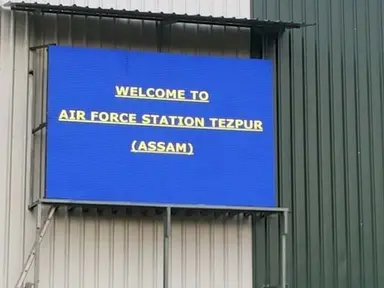 WELCOME TO
AIR FORCE STATION TEZPUR
(ASSAM)